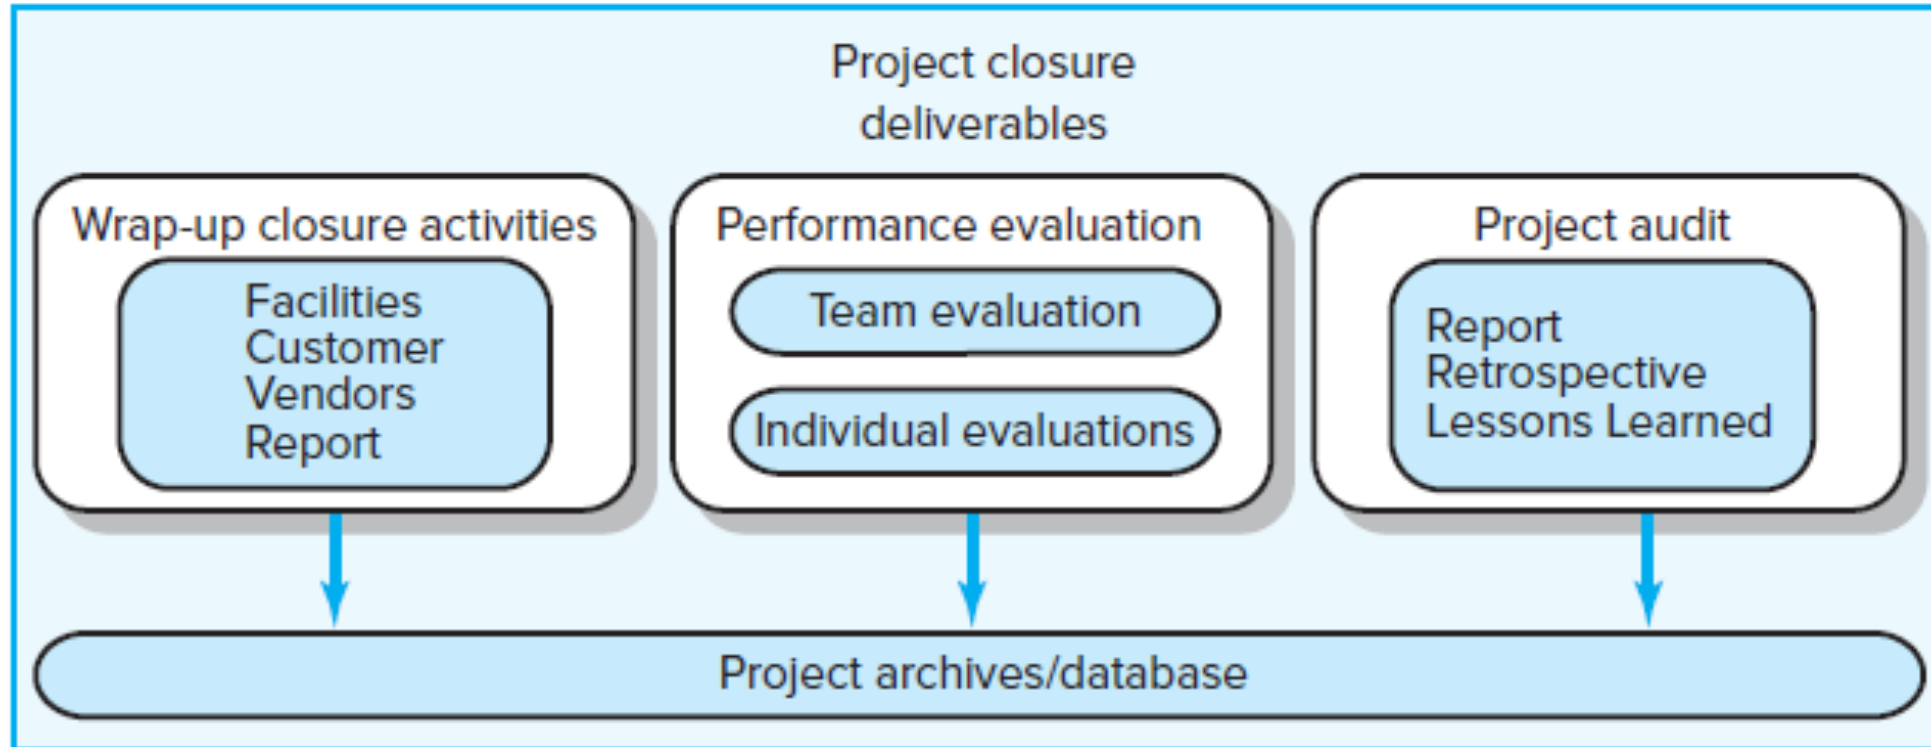 Project closure
deliverables
Wrap-up closure activities
Facilities
Customer
Vendors
Report
Performance evaluation
Team evaluation
Individual evaluations
Project audit
Report
Retrospective
Lessons Learned
Project archives/database